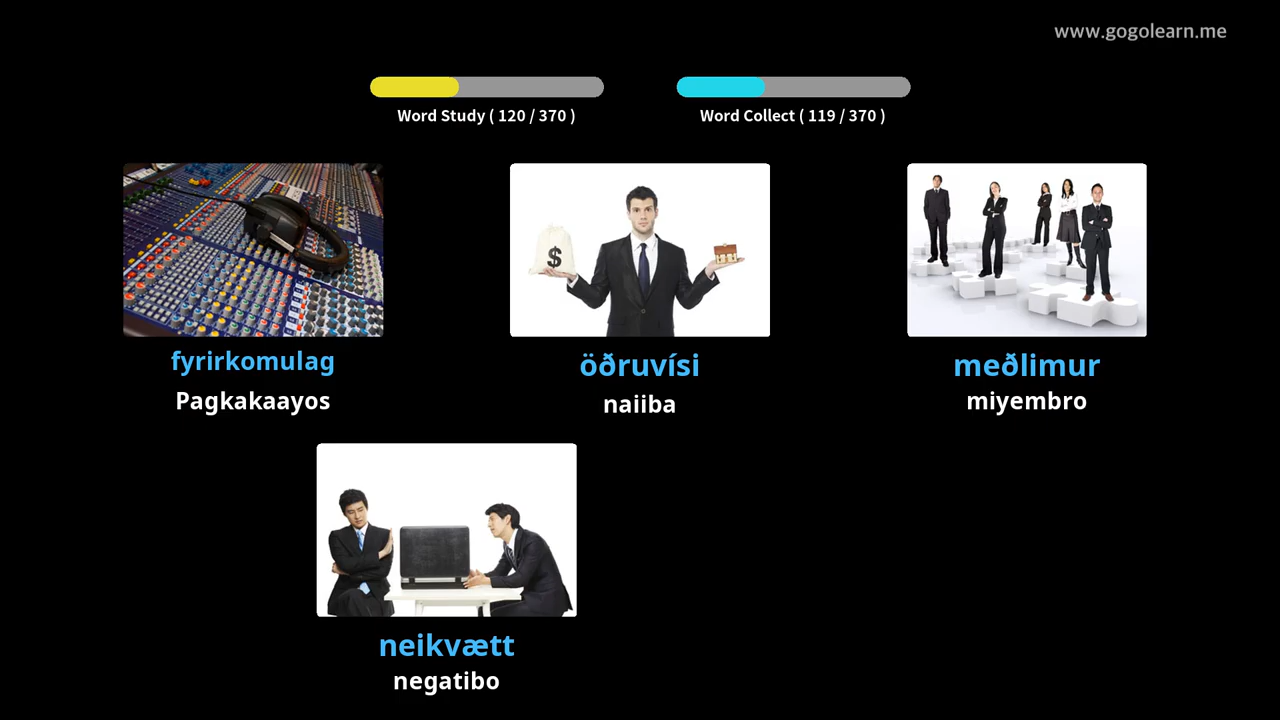 www.gogolearn.me
Word Study ( 120 / 370 )
Word Collect ( 119 / 370 )
fyrirkomulag
Pagkakaayos
öðruvísi
naiiba
meðlimur
miyembro
$
neikvætt
negatibo